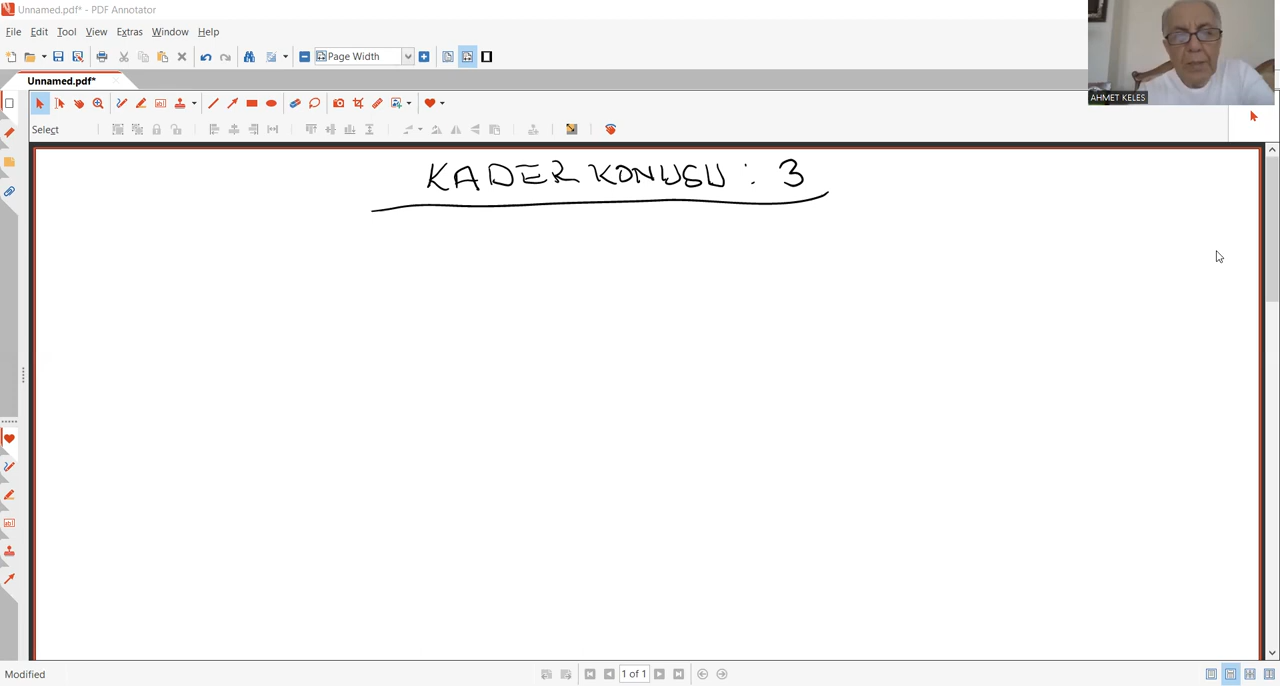 Unnamed.pdf* - PDF Annotator
File Edit Tool View Extras Window Help
Page Width
Unnamed.pdf*
AHMET KELES
Select
KADER KONUSU : 3
Modified
1 of 1